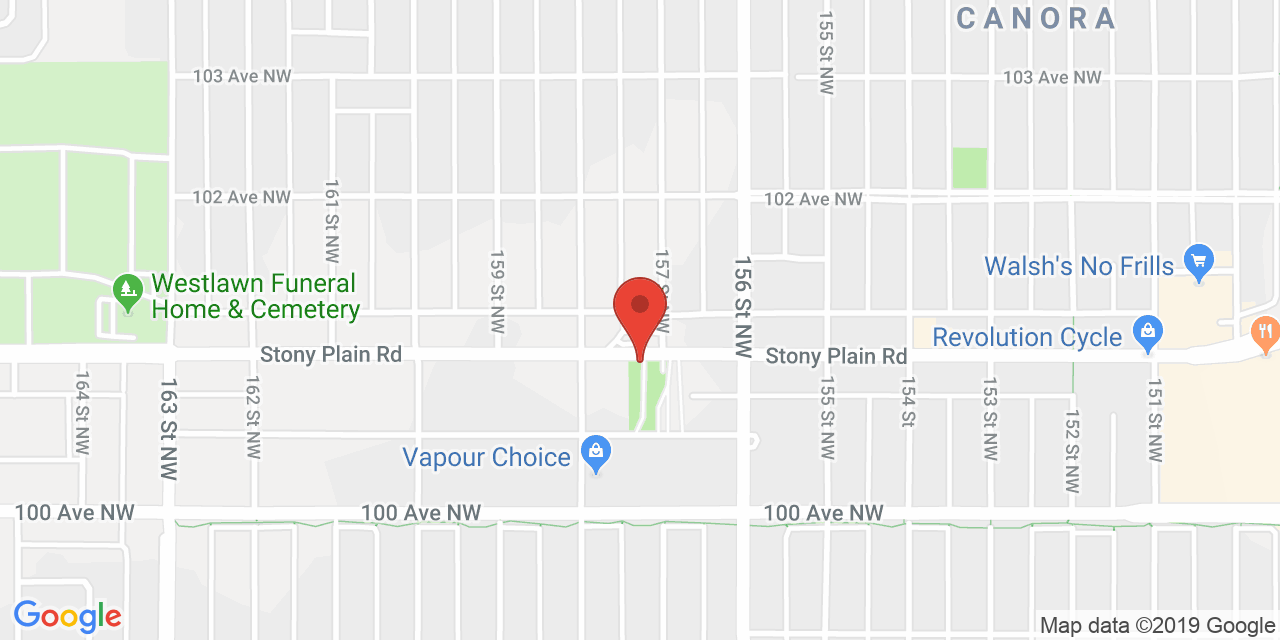 CANORA
155 St NW
103 Ave NW
103 Ave NW
102 Ave NW
102 Ave NW
161 St NW
159 St NW
157 St NW
156 St NW
Westlawn Funeral
Home & Cemetery
Walsh's No Frills
Revolution Cycle
Stony Plain Rd
Stony Plain Rd
164 St NW
163 St NW
162 St NW
155 St NW
154 St
153 St NW
152 St NW
151 St NW
Vapour Choice
100 Ave NW
100 Ave NW
100 Ave NW
Google
Map data ©2019 Google